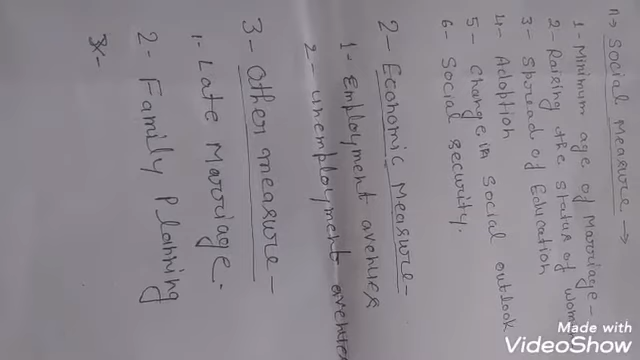 n→ Social Measure →
1- Minimum age of Marriage-
2- Raising the status of wom
3- Spread of Education
4- Adoption
5- Change in social outlook
6- Social security.
2- Economic Measure-
1- Employment avenues
2- unemployment avenues
3- Other measure-
1- Late Marriage.
2- Family Planning
3-
Made with
VideoShow